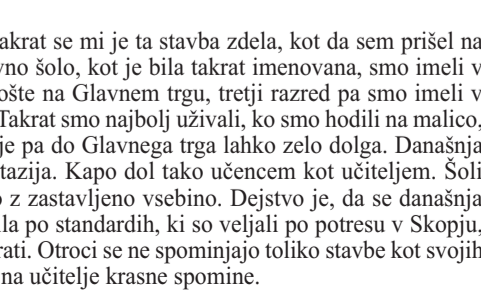 akrat se mi je ta stavba zdela, kot da sem prišel na
vno šolo, kot je bila takrat imenovana, smo imeli v
ošte na Glavnem trgu, tretji razred pa smo imeli v
Takrat smo najbolj uživali, ko smo hodili na malico,
je pa do Glavnega trga lahko zelo dolga. Današnja
tazija. Kapo dol tako učencem kot učiteljem. Šoli
o z zastavljeno vsebino. Dejstvo je, da se današnja
ila po standardih, ki so veljali po potresu v Skopju,
rati. Otroci se ne spominjajo toliko stavbe kot svojih
na učitelje krasne spomine.